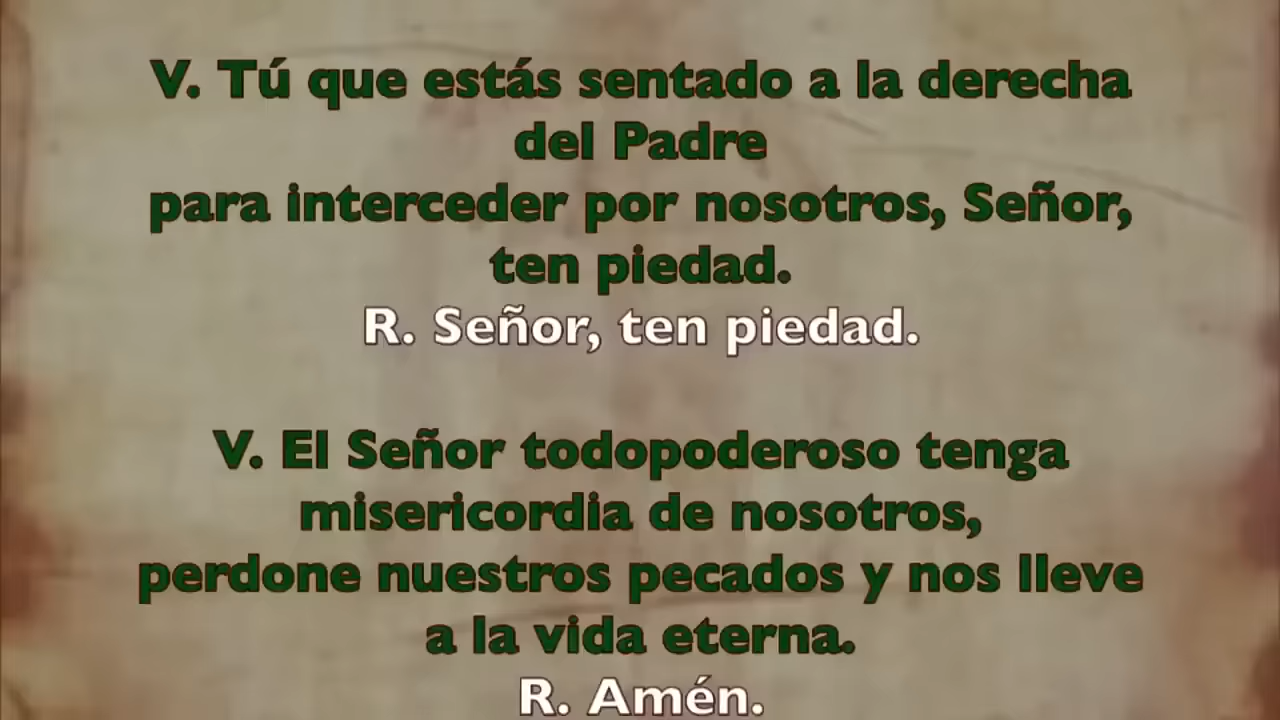 V. Tú que estás sentado a la derecha
del Padre
para interceder por nosotros, Señor,
ten piedad.
R. Señor, ten piedad.
V. El Señor todopoderoso tenga
misericordia de nosotros,
perdone nuestros pecados y nos lleve
a la vida eterna.
R. Amén.